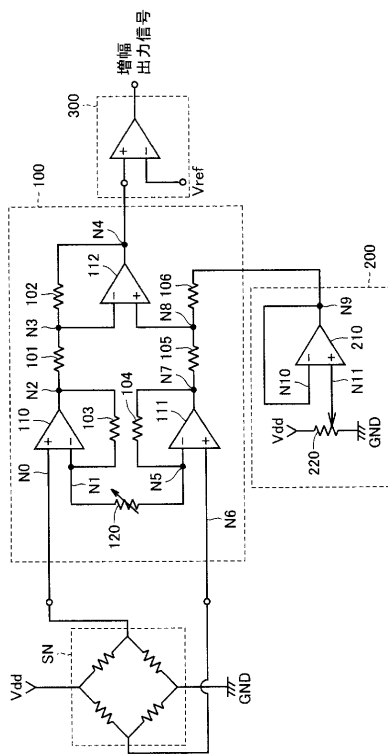 Vdd
SN
GND
N0
N1
N5
N6
120
110
111
103
104
N2
N7
101
105
N3
N8
102
106
112
N4
100
200
Vdd
220
GND
N10
N11
210
N9
300
Vref
増幅
出力信号
+
−
+
−
+
−
+
−
+
−